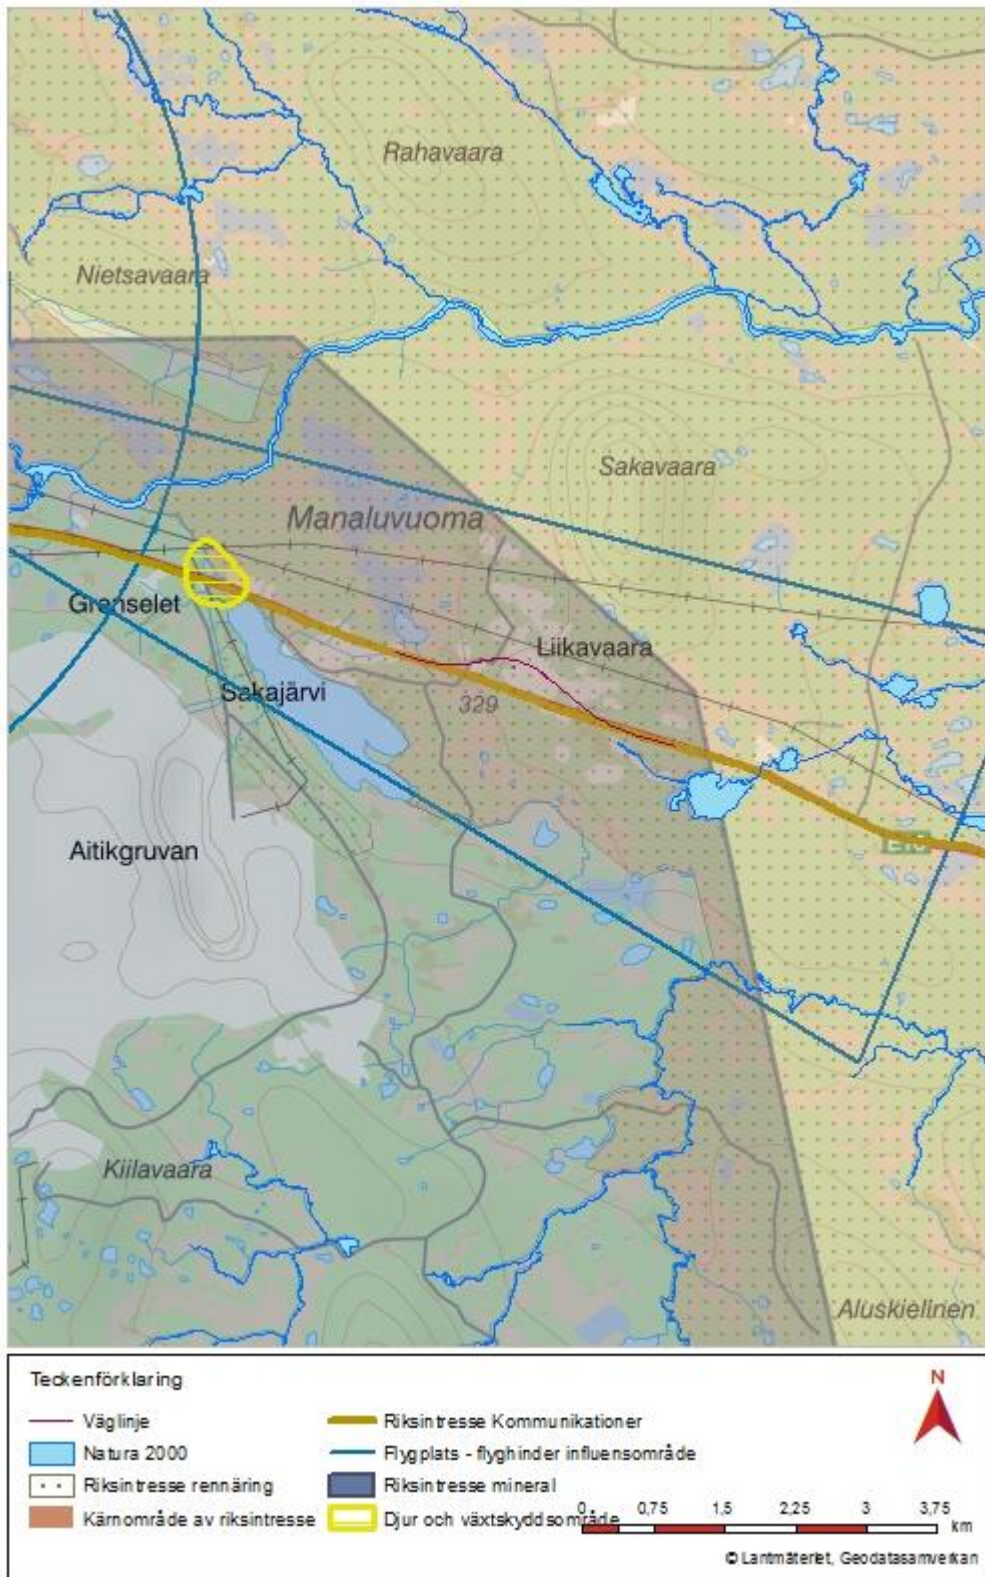 Rahavaara
Nietsavaara
Sakavaara
Manaluvuoma
Granselet
Liikavaara
Sakajärvi
329
E10
Aitikgruvan
Kiilavaara
Aluskielinen
Teckenförklaring
Väglinje
Natura 2000
Riksintresse rennäring
Kärnområde av riksintresse
Riksintresse Kommunikationer
Flygplats - flyghinder influensområde
Riksintresse mineral
Djur och växtskyddsområde
N
0 0,75 1,5 2,25 3 3,75
km
© Lantmäteriet, Geodatasamverkan